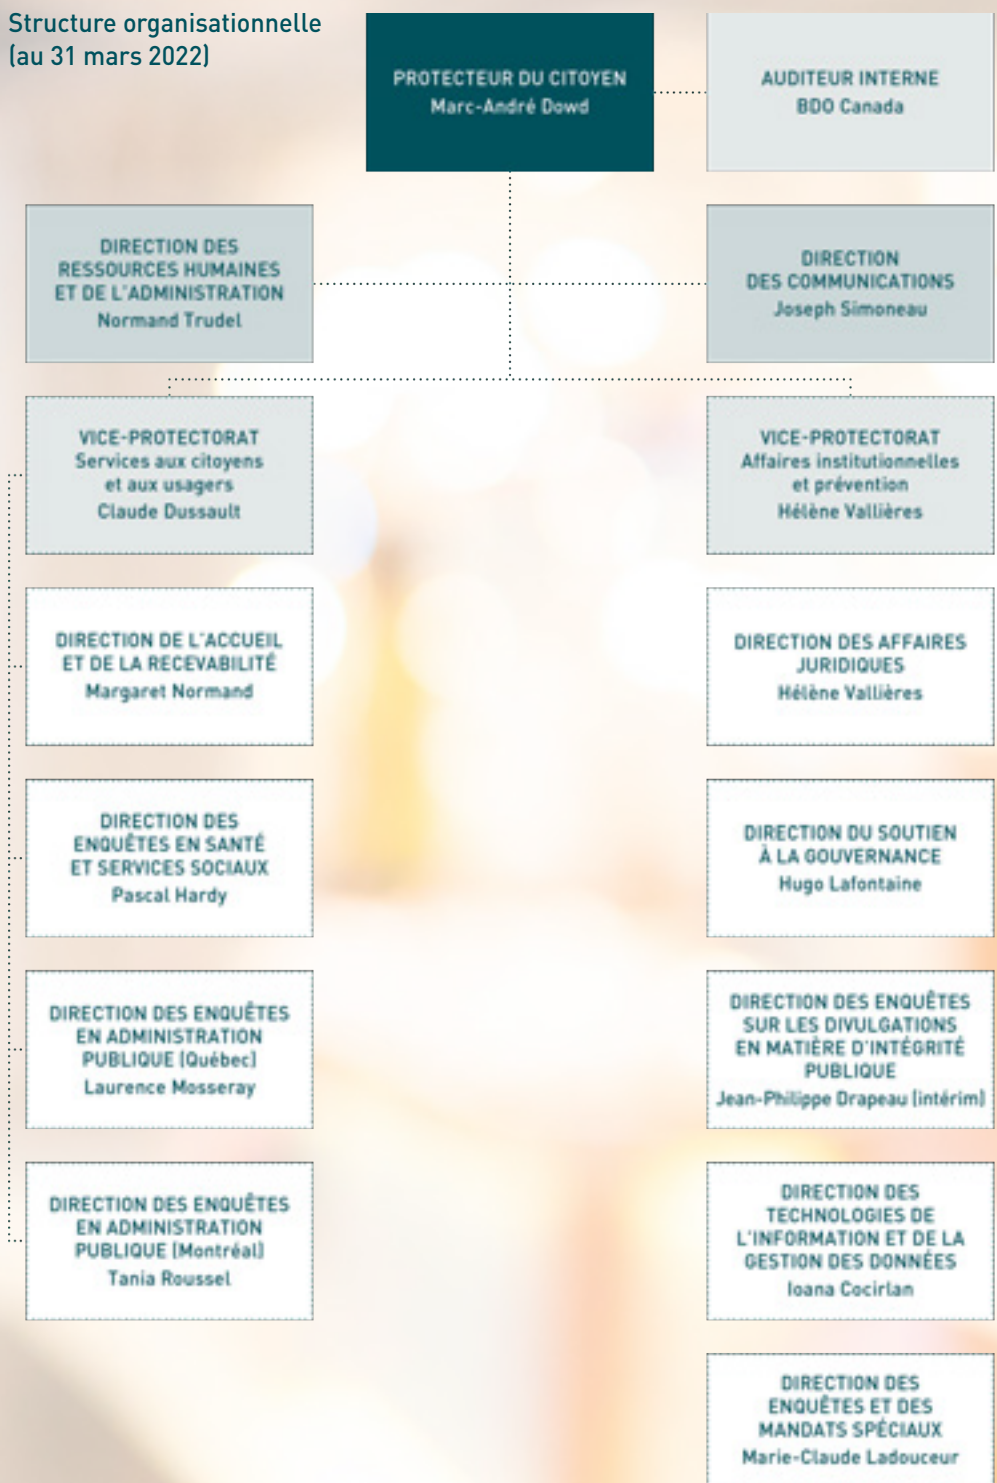 Structure organisationnelle
(au 31 mars 2022)
PROTECTEUR DU CITOYEN
Marc-André Dowd
AUDITEUR INTERNE
BDO Canada
DIRECTION DES
RESSOURCES HUMAINES
ET DE L'ADMINISTRATION
Normand Trudel
DIRECTION
DES COMMUNICATIONS
Joseph Simoneau
VICE-PROTECTORAT
Services aux citoyens
et aux usagers
Claude Dussault
VICE-PROTECTORAT
Affaires institutionnelles
et prévention
Hélène Vallières
DIRECTION DE L'ACCUEIL
ET DE LA RECEVABILITÉ
Margaret Normand
DIRECTION DES AFFAIRES
JURIDIQUES
Hélène Vallières
DIRECTION DES
ENQUÊTES EN SANTÉ
ET SERVICES SOCIAUX
Pascal Hardy
DIRECTION DU SOUTIEN
À LA GOUVERNANCE
Hugo Lafontaine
DIRECTION DES ENQUÊTES
EN ADMINISTRATION
PUBLIQUE (Québec)
Laurence Mosseray
DIRECTION DES ENQUÊTES
SUR LES DIVULGATIONS
EN MATIÈRE D'INTÉGRITÉ
PUBLIQUE
Jean-Philippe Drapeau (intérim)
DIRECTION DES ENQUÊTES
EN ADMINISTRATION
PUBLIQUE (Montréal)
Tania Roussel
DIRECTION DES
TECHNOLOGIES DE
L'INFORMATION ET DE LA
GESTION DES DONNÉES
Ioana Cocirlan
DIRECTION DES
ENQUÊTES ET DES
MANDATS SPÉCIAUX
Marie-Claude Ladouceur